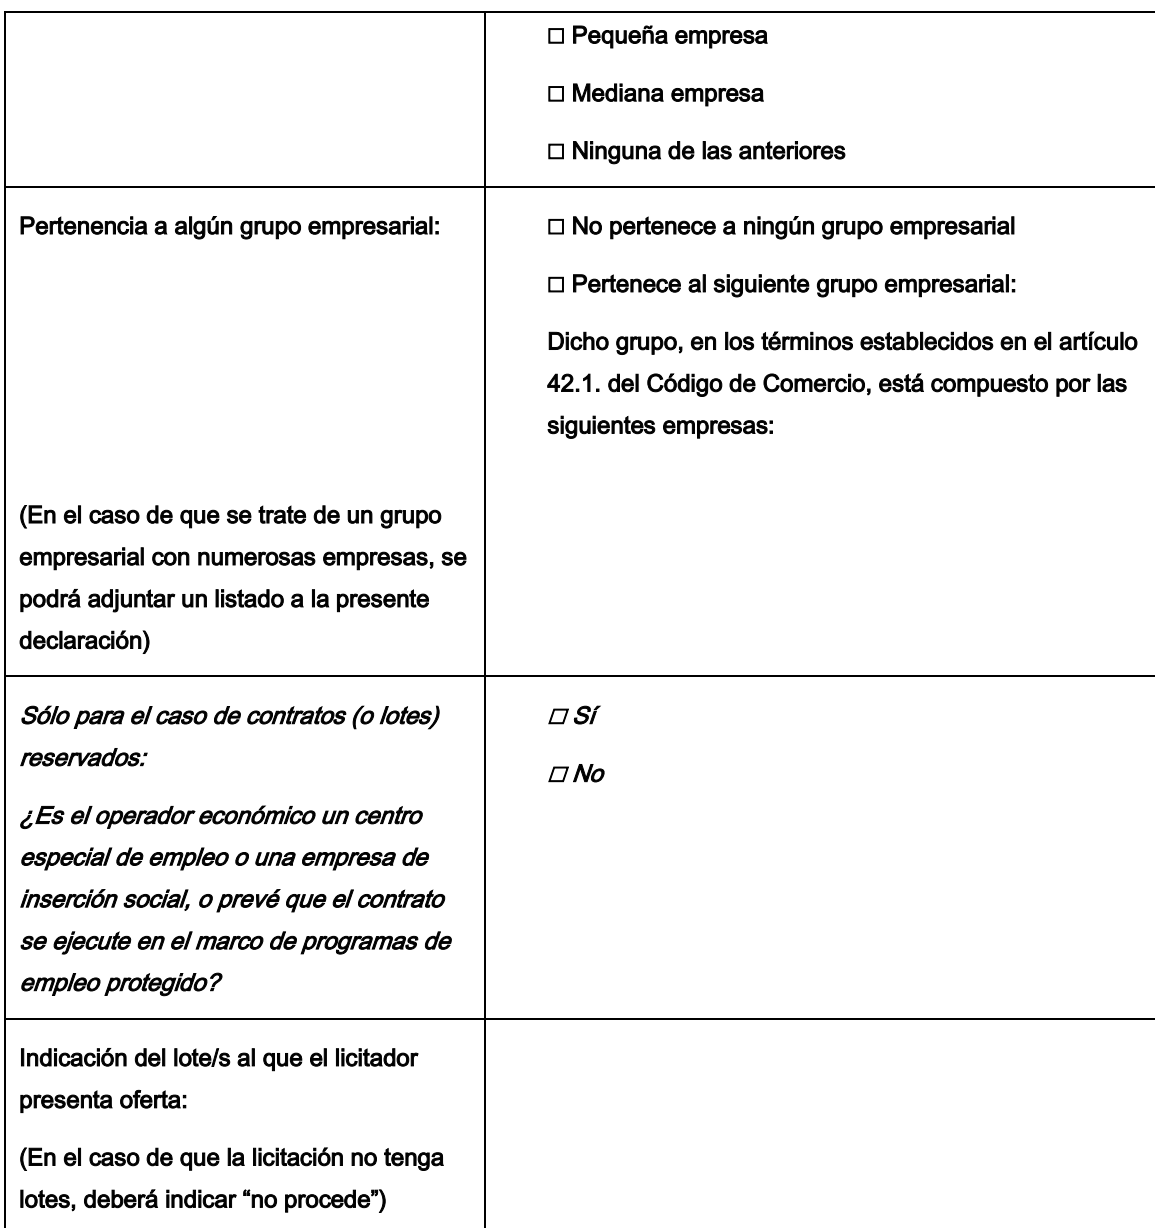 ☐ Pequeña empresa
☐ Mediana empresa
☐ Ninguna de las anteriores
Pertenencia a algún grupo empresarial:
(En el caso de que se trate de un grupo
empresarial con numerosas empresas, se
podrá adjuntar un listado a la presente
declaración)
☐ No pertenece a ningún grupo empresarial
☐ Pertenece al siguiente grupo empresarial:
Dicho grupo, en los términos establecidos en el artículo
42.1. del Código de Comercio, está compuesto por las
siguientes empresas:
Sólo para el caso de contratos (o lotes)
reservados:
¿Es el operador económico un centro
especial de empleo o una empresa de
inserción social, o prevé que el contrato
se ejecute en el marco de programas de
empleo protegido?
☐ Sí
☐ No
Indicación del lote/s al que el licitador
presenta oferta:
(En el caso de que la licitación no tenga
lotes, deberá indicar “no procede”)